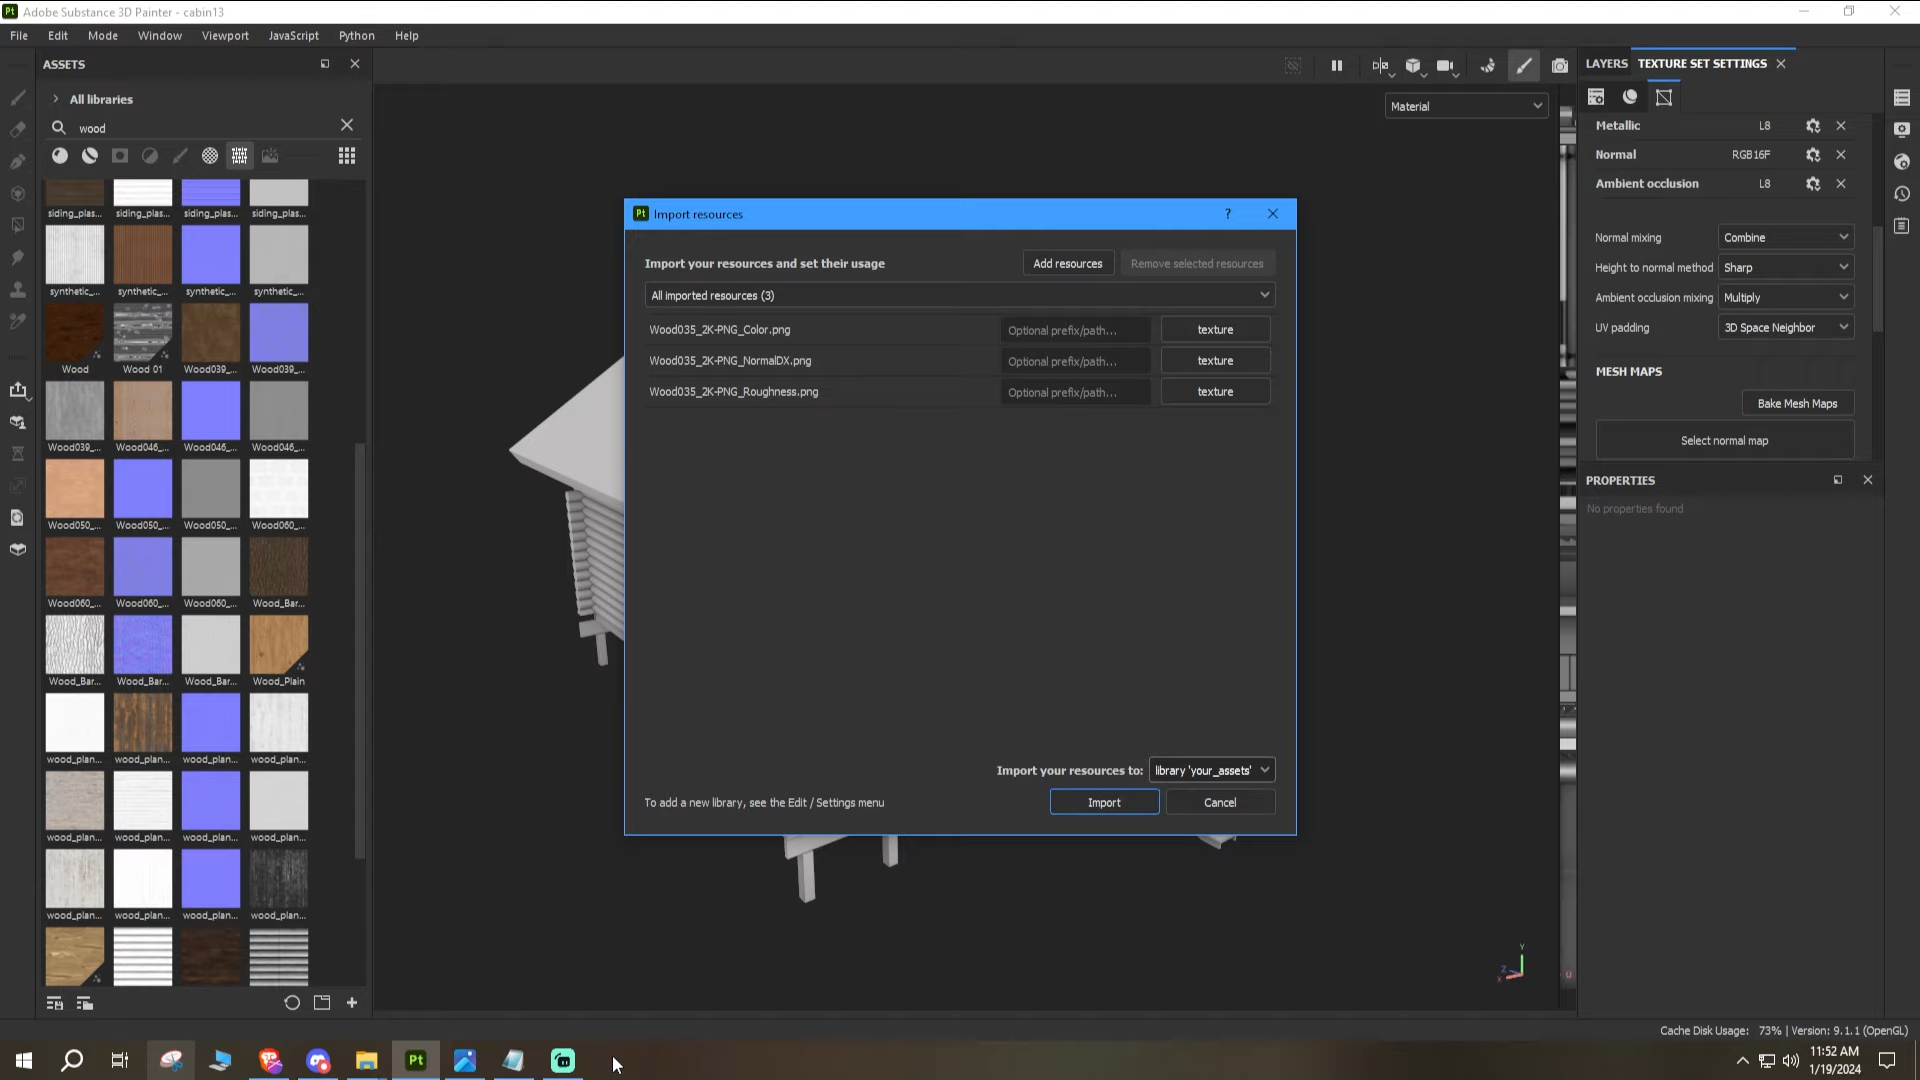 Pt Adobe Substance 3D Painter - cabin13
File Edit Mode Window Viewport JavaScript Python Help
ASSETS
All libraries
wood
siding_plas... siding_plas... siding_plas... siding_plas...
synthetic_... synthetic_... synthetic_... synthetic_...
Wood Wood 01 Wood039_... Wood039_...
Wood039_... Wood046_... Wood046_... Wood046_...
Wood050_... Wood050_... Wood050_... Wood060_...
Wood060_... Wood060_... Wood060_... Wood_Bar...
Wood_Bar... Wood_Bar... Wood_Bar... Wood_Plain
wood_plan... wood_plan... wood_plan... wood_plan...
wood_plan... wood_plan... wood_plan... wood_plan...
wood_plan... wood_plan... wood_plan... wood_plan...
Material
Pt Import resources ?
Import your resources and set their usage
Add resources
Remove selected resources
All imported resources (3)
Wood035_2K-PNG_Color.png Optional prefix/path... texture
Wood035_2K-PNG_NormalDX.png Optional prefix/path... texture
Wood035_2K-PNG_Roughness.png Optional prefix/path... texture
Import your resources to: library 'your_assets'
To add a new library, see the Edit / Settings menu
Import
Cancel
Y
Z
X
U
LAYERS TEXTURE SET SETTINGS
Metallic L8
Normal RGB16F
Ambient occlusion L8
Normal mixing Combine
Height to normal method Sharp
Ambient occlusion mixing Multiply
UV padding 3D Space Neighbor
MESH MAPS
Bake Mesh Maps
Select normal map
PROPERTIES
No properties found
Cache Disk Usage: 73% | Version: 9.1.1 (OpenGL)
Pt
11:52 AM
1/19/2024